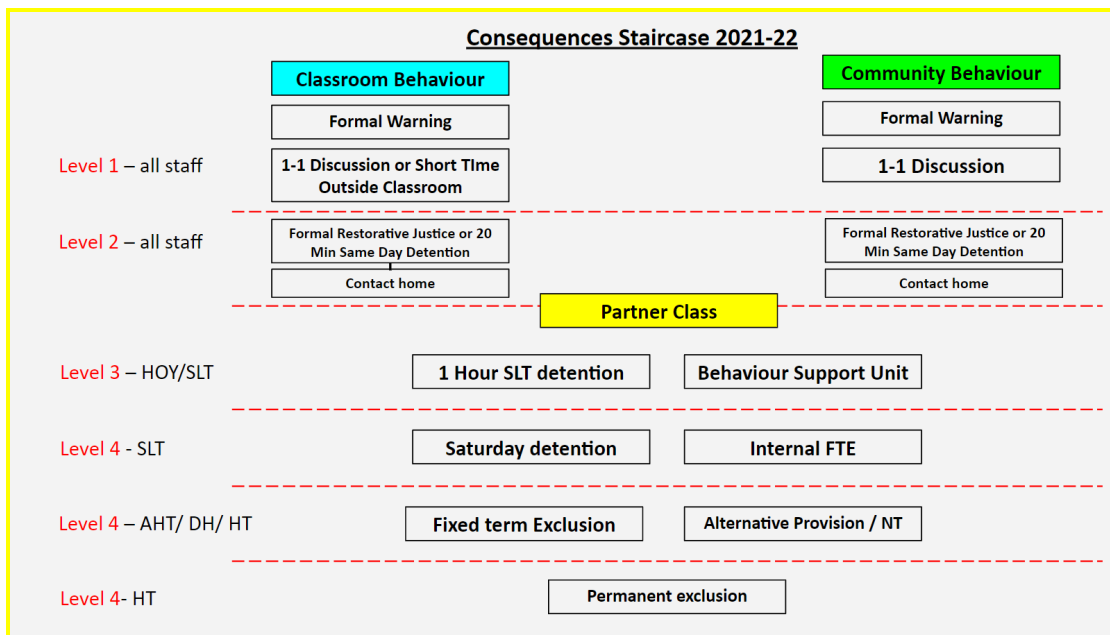 Consequences Staircase 2021-22
Classroom Behaviour
Community Behaviour
Formal Warning
Formal Warning
Level 1 – all staff
1-1 Discussion or Short TIme
Outside Classroom
1-1 Discussion
Level 2 – all staff
Formal Restorative Justice or 20
Min Same Day Detention
Formal Restorative Justice or 20
Min Same Day Detention
Contact home
Contact home
Partner Class
Level 3 – HOY/SLT
1 Hour SLT detention
Behaviour Support Unit
Level 4 - SLT
Saturday detention
Internal FTE
Level 4 – AHT/ DH/ HT
Fixed term Exclusion
Alternative Provision / NT
Level 4- HT
Permanent exclusion